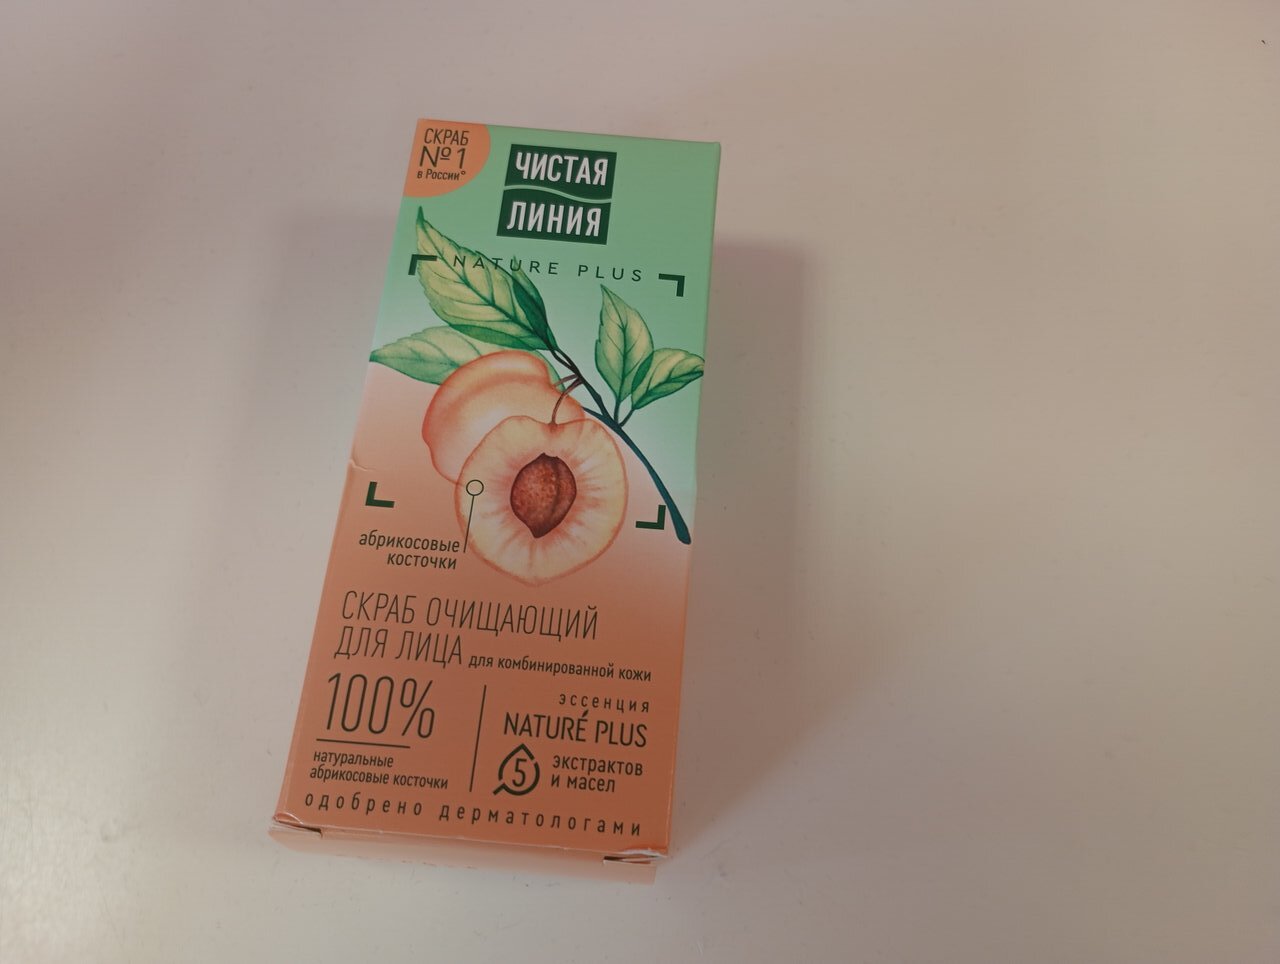 СКРАБ
№1
в России°
ЧИСТАЯ
ЛИНИЯ
NATURE PLUS
абрикосовые
косточки
СКРАБ ОЧИЩАЮЩИЙ
ДЛЯ ЛИЦА для комбинированной кожи
100%
натуральные
абрикосовые косточки
эссенция
NATURÉ PLUS
5 экстрактов
и масел
одобрено дерматологами